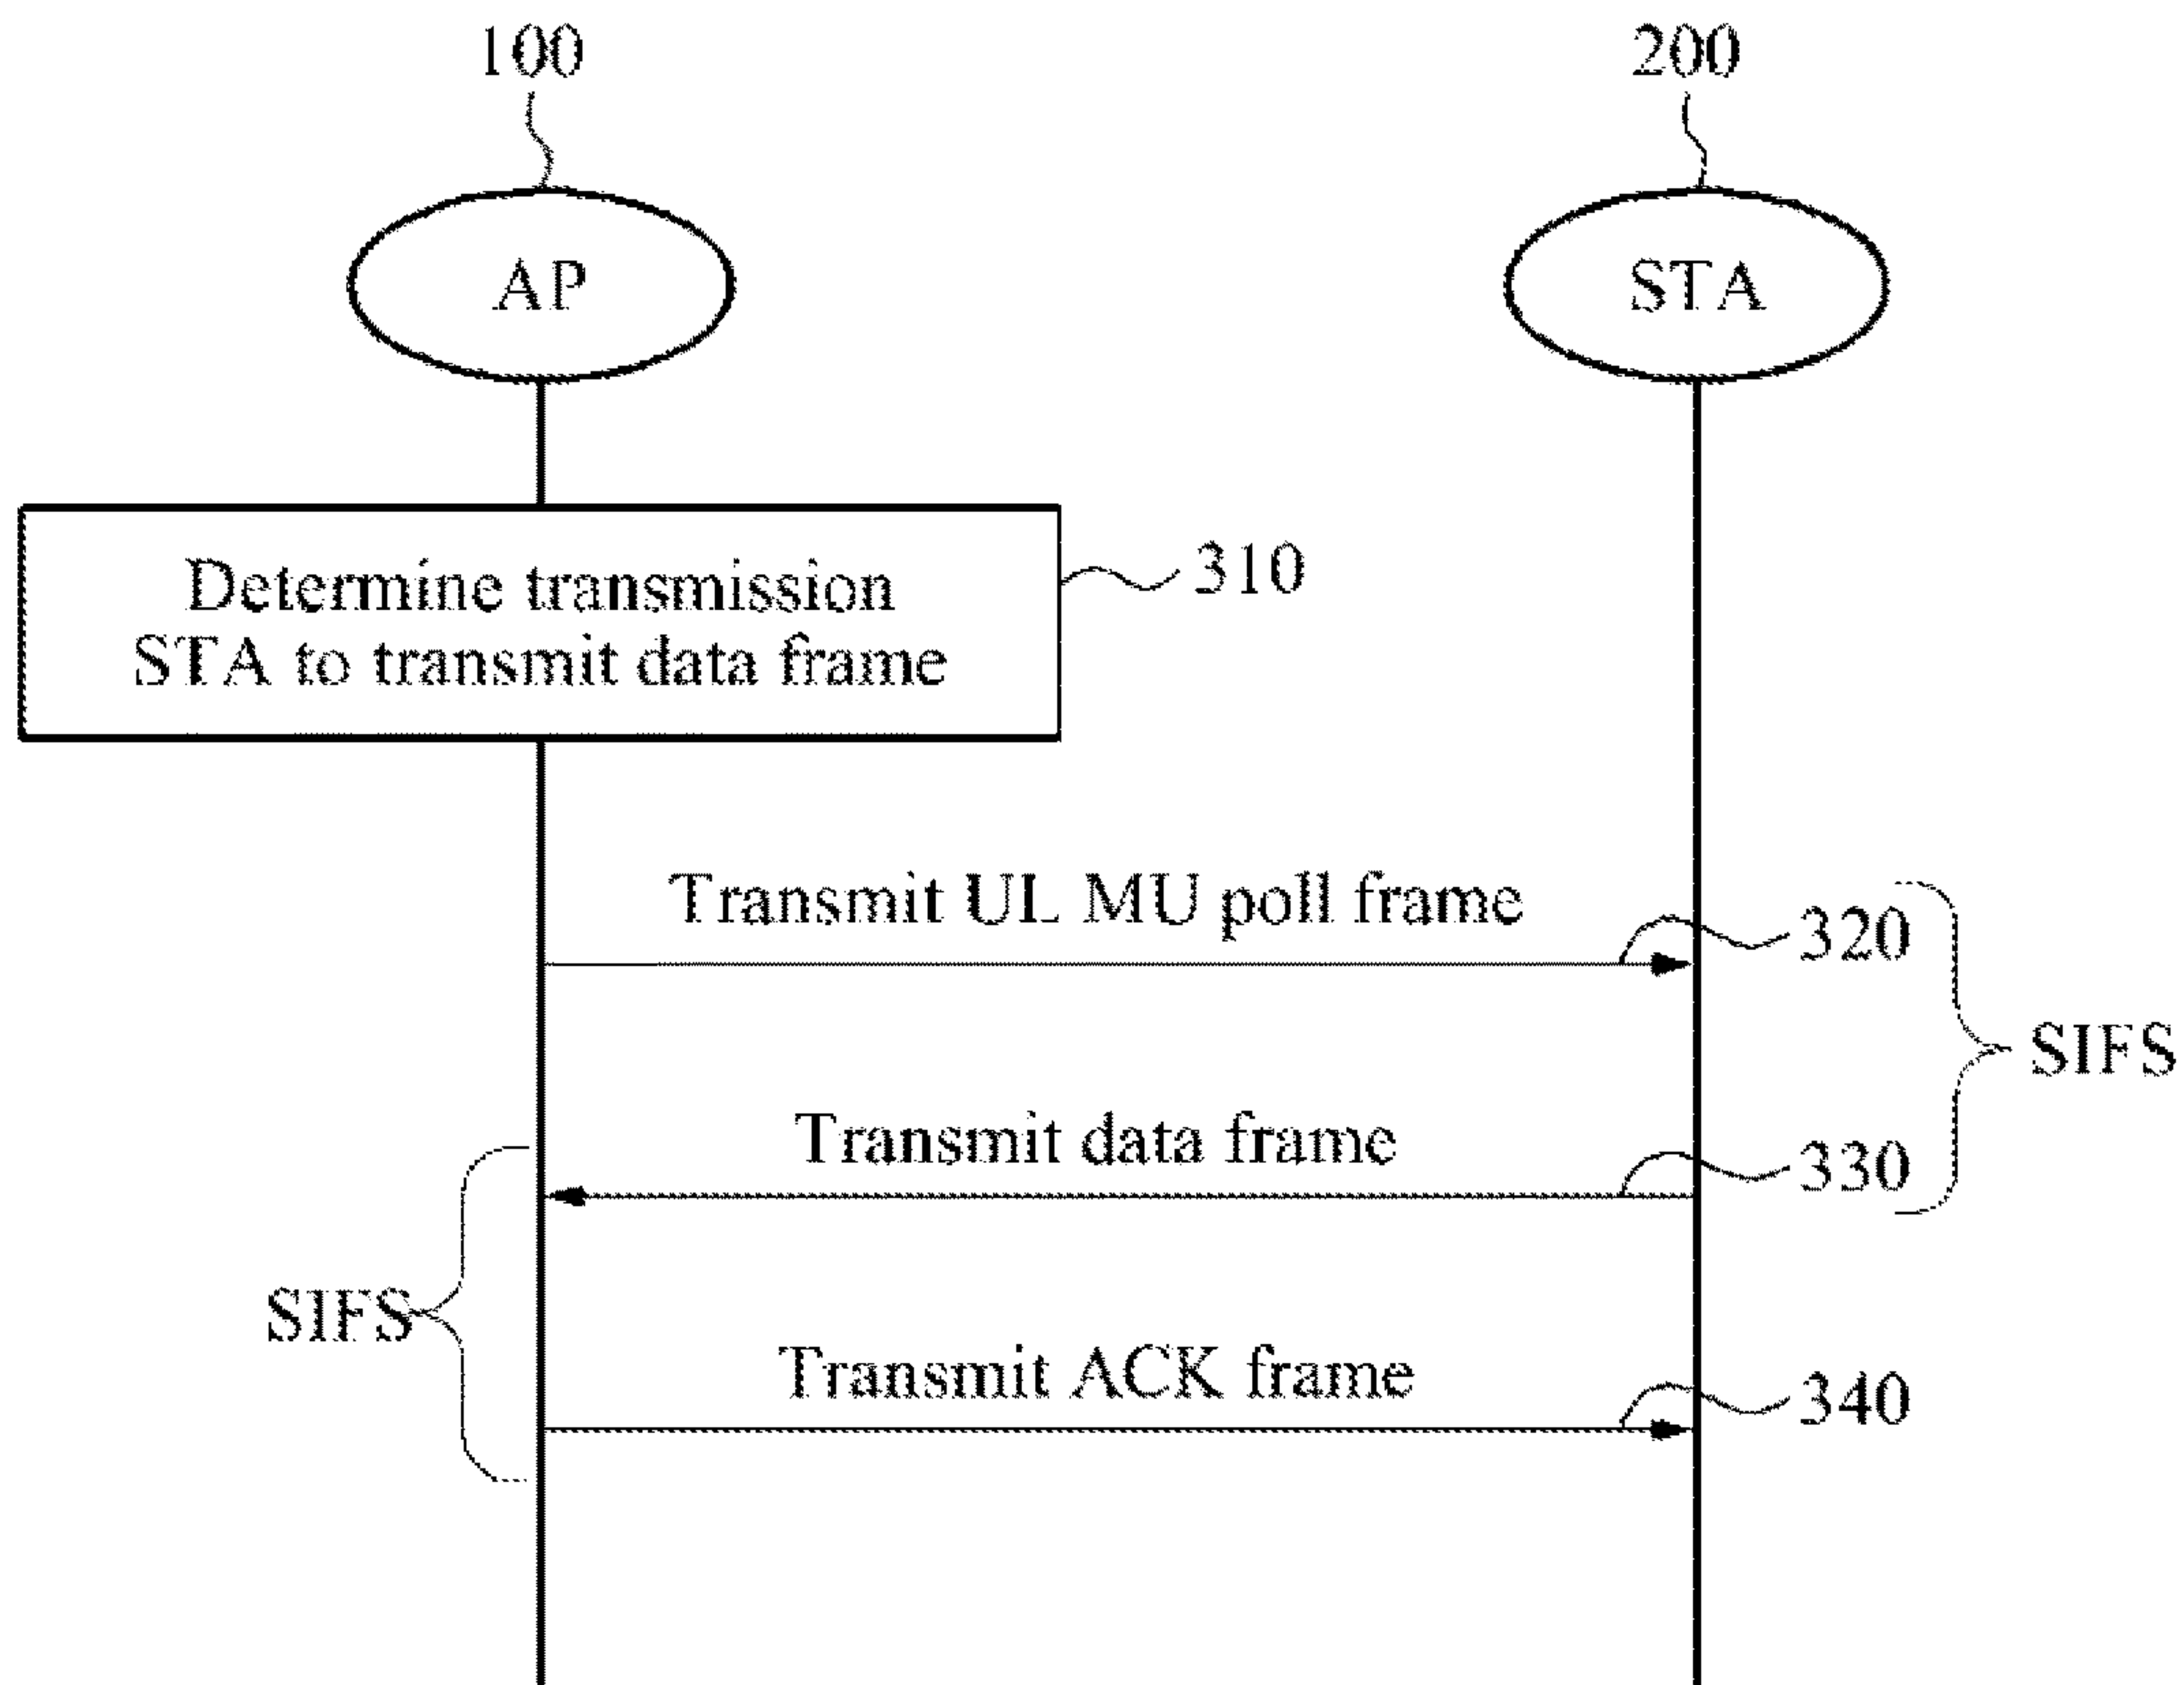 100
200
AP
STA
Determine transmission
STA to transmit data frame
310
Transmit UL MU poll frame
320
SIFS
Transmit data frame
330
SIFS
Transmit ACK frame
340